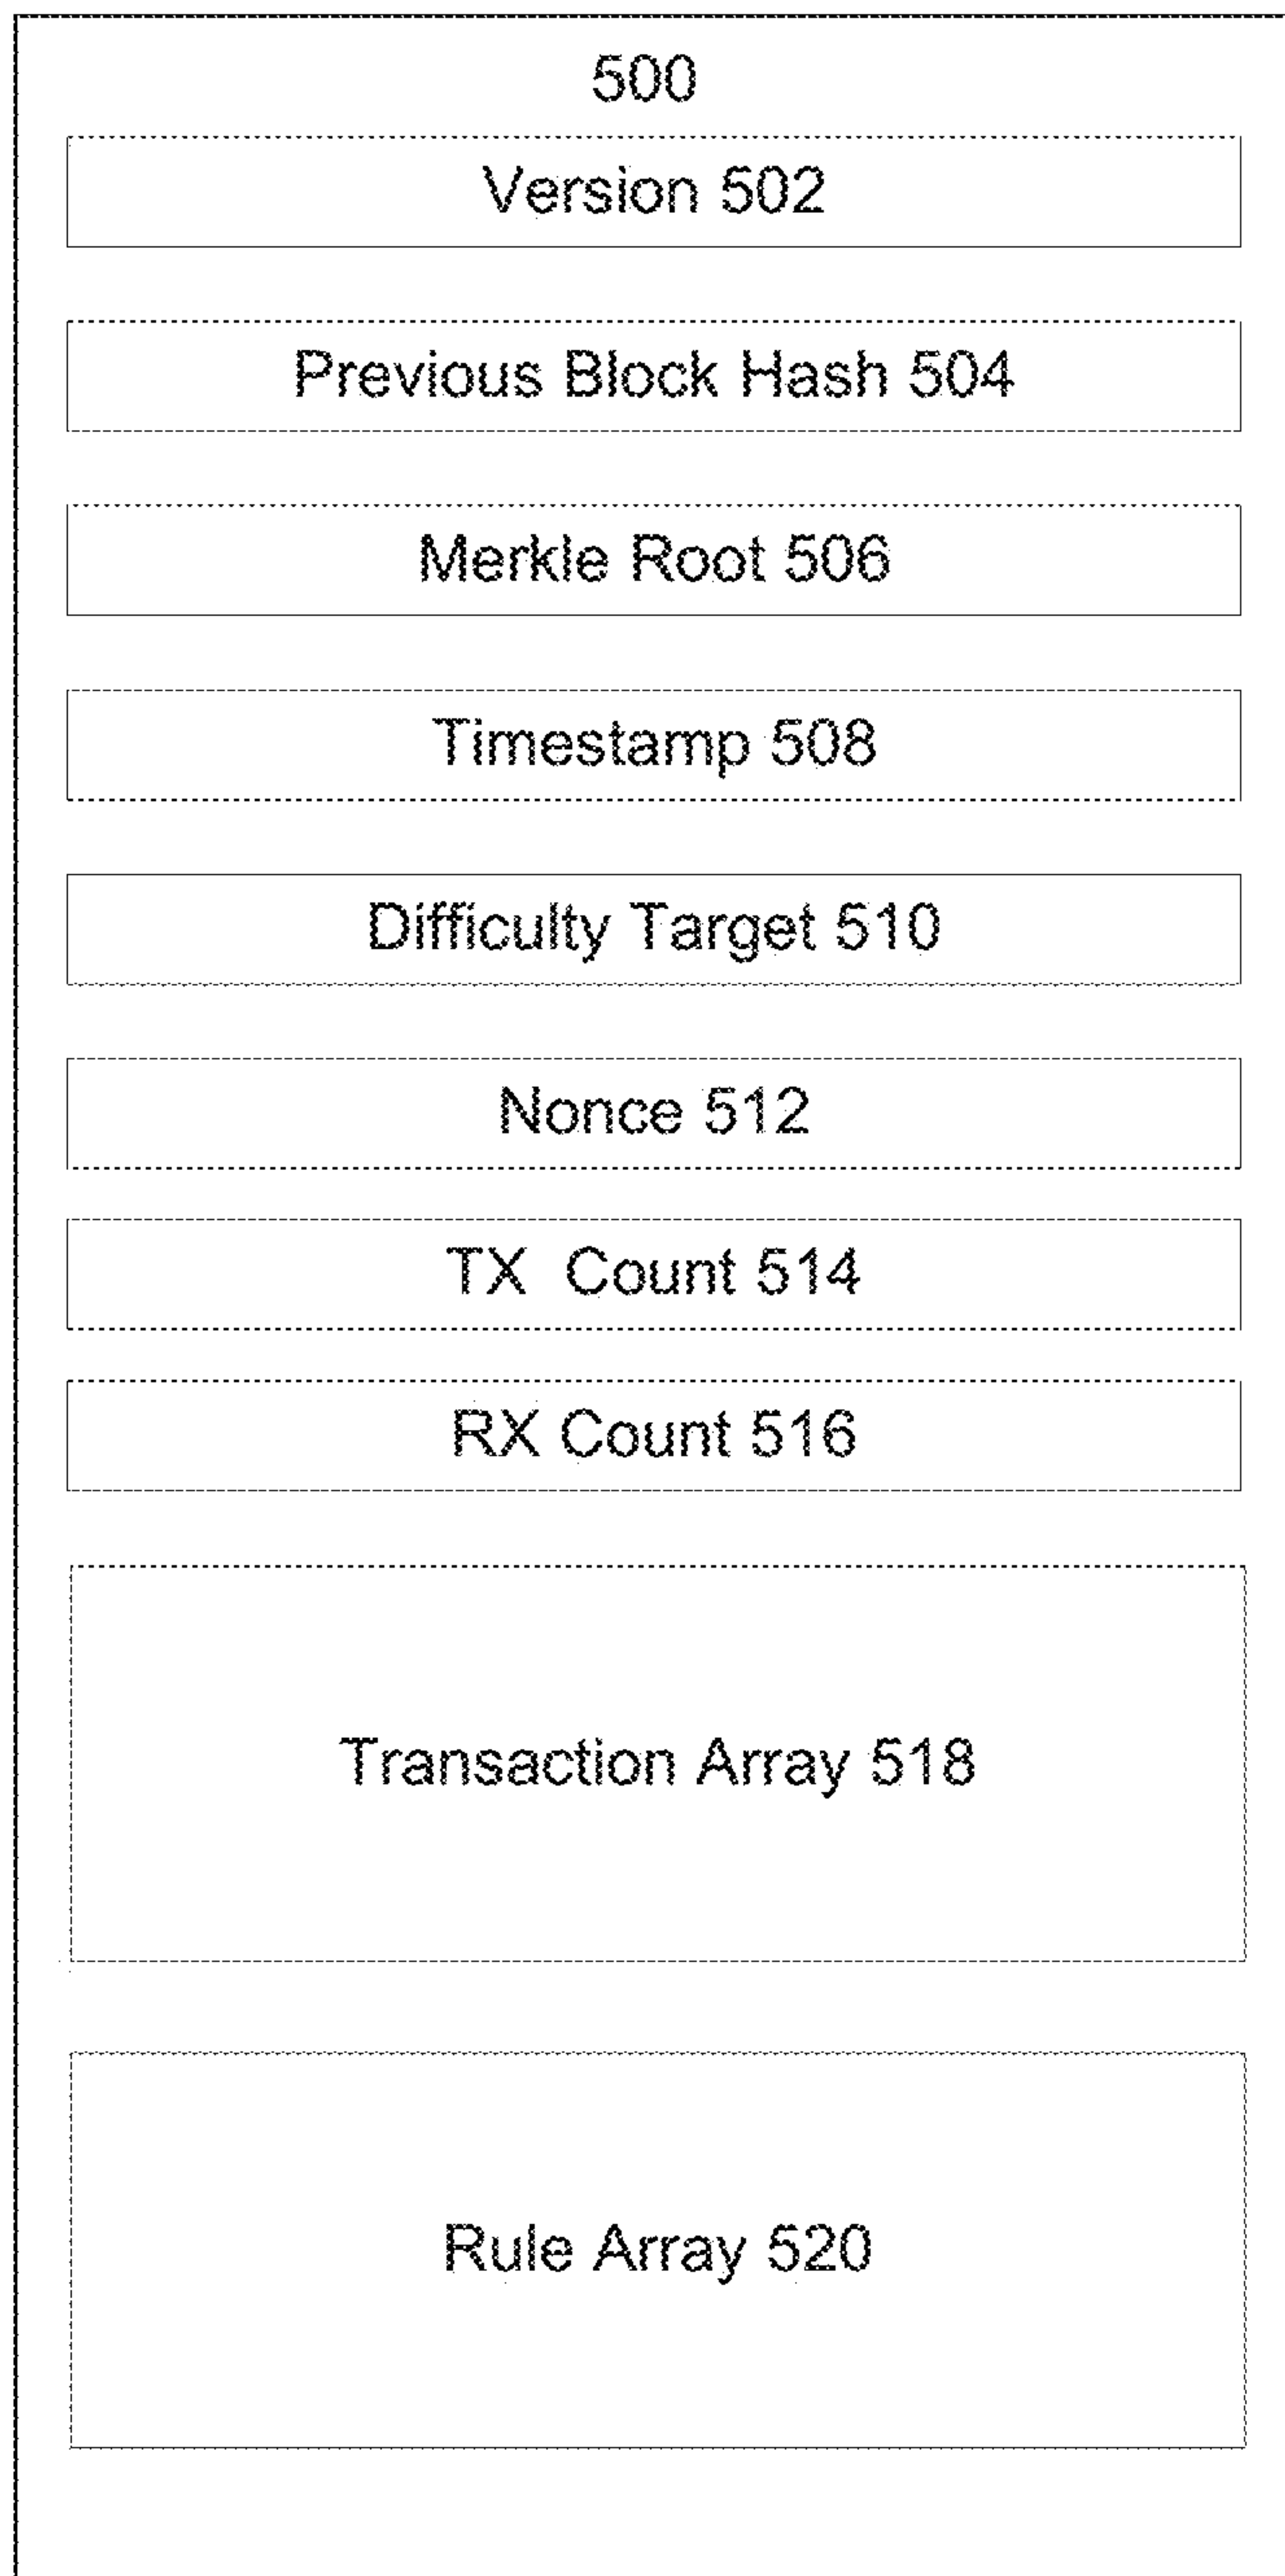 500
Version 502
Previous Block Hash 504
Merkle Root 506
Timestamp 508
Difficulty Target 510
Nonce 512
TX  Count 514
RX Count 516
Transaction Array 518
Rule Array 520